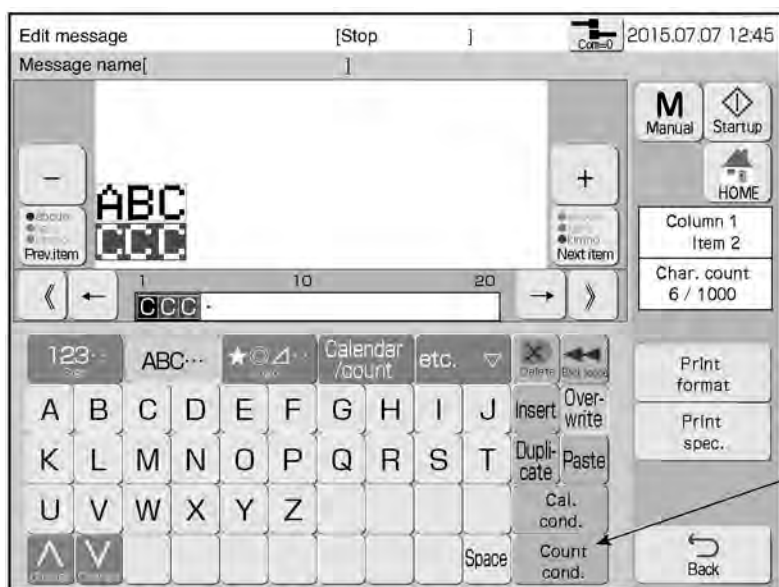 Edit message [Stop ] Com=0 2015.07.07 12:45
Message name[ ]
M
Manual
Startup
HOME
−
+
ABC
CCC
Prev.item
Next item
Column 1
Item 2
Char. count
6 / 1000
《 ← 1 10 20 → 》
CCC
123··
ABC···
★◎⊿··
Calendar
/count
etc. ▽
Delete
Insert
Over-
write
Dupli-
cate
Paste
A B C D E F G H I J
K L M N O P Q R S T
U V W X Y Z
Space
Cal.
cond.
Count
cond.
Print
format
Print
spec.
Back